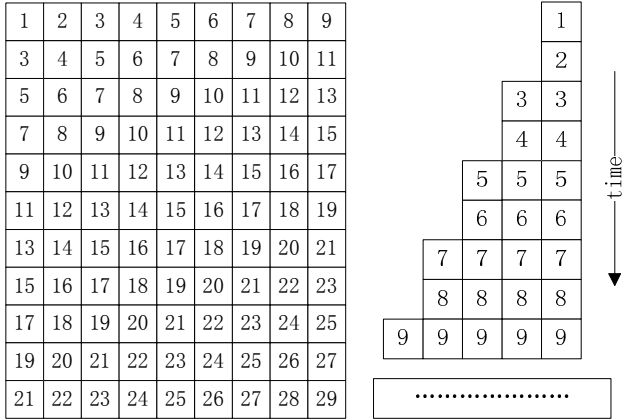 1 2 3 4 5 6 7 8 9
3 4 5 6 7 8 9 10 11
5 6 7 8 9 10 11 12 13
7 8 9 10 11 12 13 14 15
9 10 11 12 13 14 15 16 17
11 12 13 14 15 16 17 18 19
13 14 15 16 17 18 19 20 21
15 16 17 18 19 20 21 22 23
17 18 19 20 21 22 23 24 25
19 20 21 22 23 24 25 26 27
21 22 23 24 25 26 27 28 29
1
2
3 3
4 4
5 5 5
6 6 6
7 7 7 7
8 8 8 8
9 9 9 9 9
.....................
time